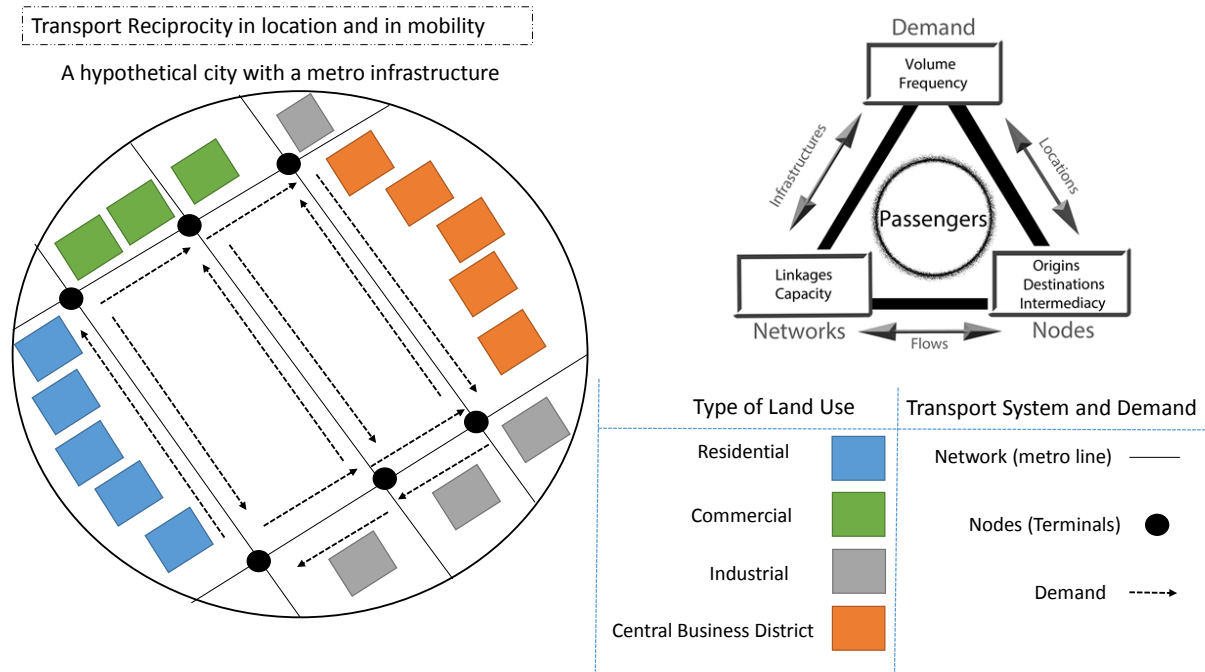 Transport Reciprocity in location and in mobility
A hypothetical city with a metro infrastructure
Demand
Volume
Frequency
Infrastructures
Locations
Passengers
Linkages
Capacity
Origins
Destinations
Intermediacy
Networks
Flows
Nodes
Type of Land Use
Residential
Commercial
Industrial
Central Business District
Transport System and Demand
Network (metro line)
Nodes (Terminals)
Demand